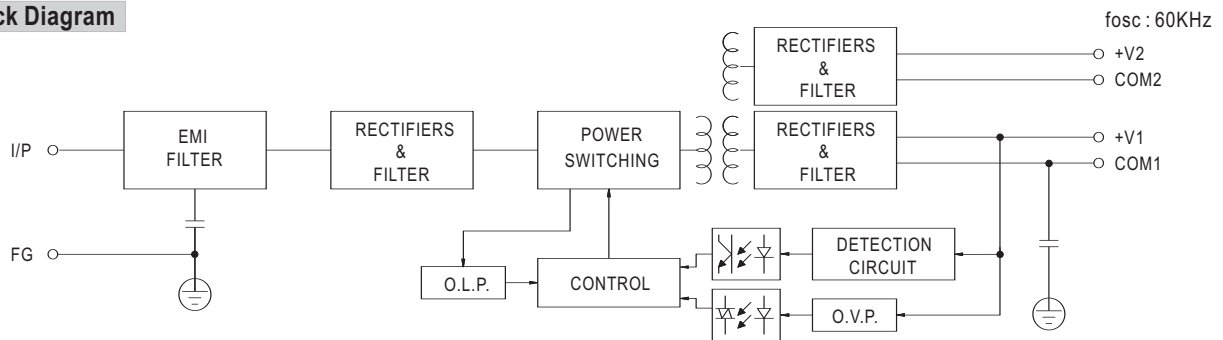 ck Diagram
fosc : 60KHz
RECTIFIERS
&
FILTER
+V2
COM2
I/P
EMI
FILTER
RECTIFIERS
&
FILTER
POWER
SWITCHING
RECTIFIERS
&
FILTER
+V1
COM1
FG
O.L.P.
CONTROL
DETECTION
CIRCUIT
O.V.P.